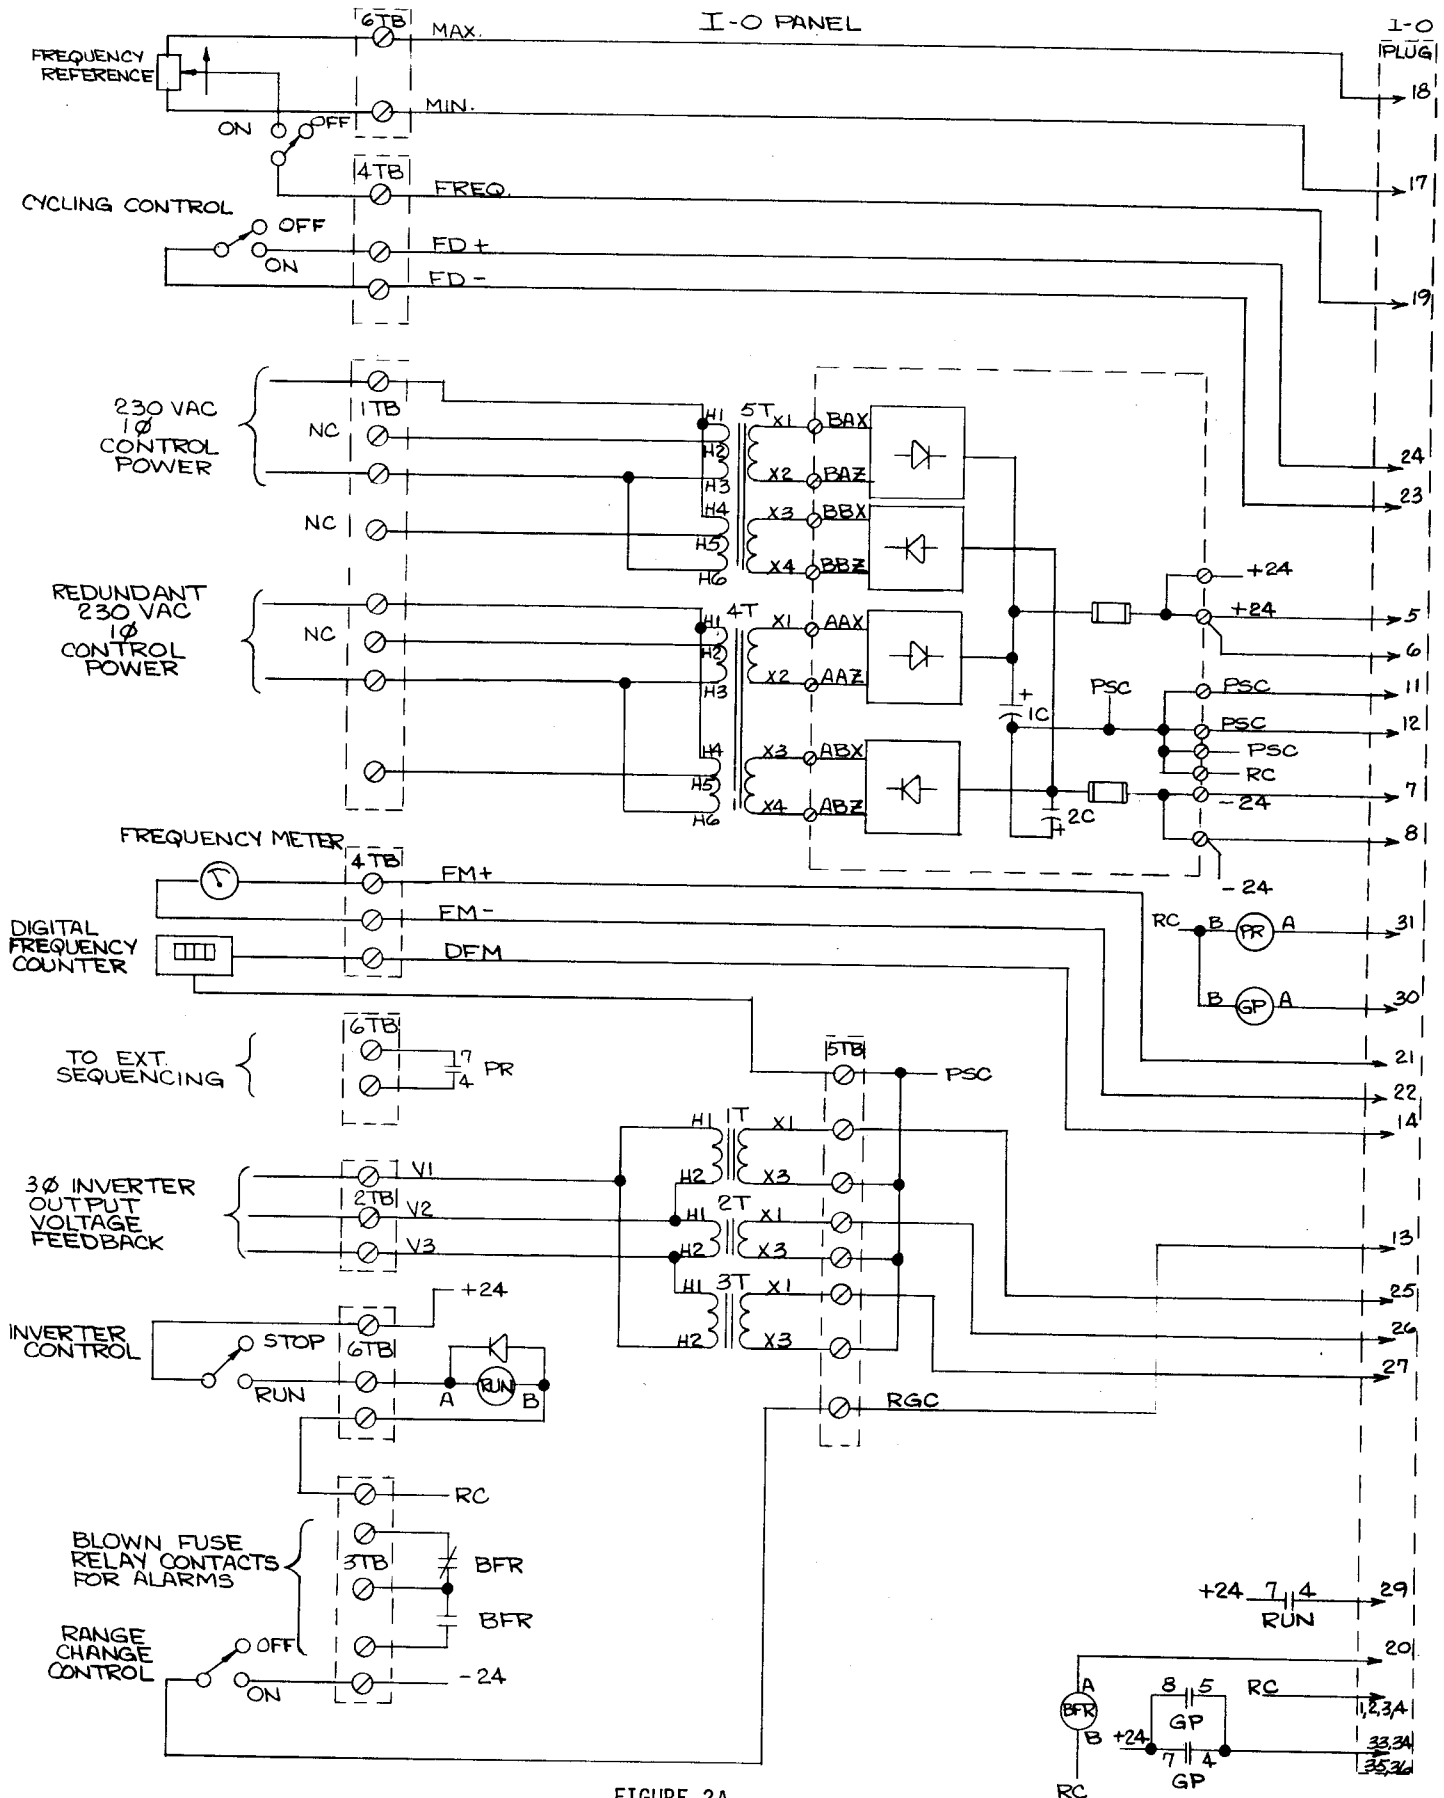 I-O PANEL
I-O
PLUG
6TB
MAX.
FREQUENCY
REFERENCE
18
MIN.
ON
OFF
17
4TB
FREQ.
CYCLING CONTROL
OFF
ON
FD+
FD-
19
24
23
230 VAC
1Ø
CONTROL
POWER
1TB
NC
NC
H1
H2
H3
H4
H5
H6
5T
X1
X2
X3
X4
BAX
BAZ
BBX
BBZ
REDUNDANT
230 VAC
1Ø
CONTROL
POWER
NC
H1
H2
H3
H4
H5
H6
4T
X1
X2
X3
X4
AAX
AAZ
ABX
ABZ
+24
+24
5
6
+
1C
PSC
PSC
11
PSC
12
PSC
RC
-24
7
2C
+
8
-24
FREQUENCY METER
4TB
FM+
FM-
DFM
DIGITAL
FREQUENCY
COUNTER
RC
B
PR
A
31
B
GP
A
30
6TB
TO EXT.
SEQUENCING
7
4
PR
5TB
PSC
21
22
14
3Ø INVERTER
OUTPUT
VOLTAGE
FEEDBACK
2TB
V1
V2
V3
1T
H1
H2
X1
X3
2T
H1
H2
X1
X3
3T
H1
H2
X1
X3
13
25
26
27
+24
INVERTER
CONTROL
STOP
RUN
6TB
A
RUN
B
RGC
RC
BLOWN FUSE
RELAY CONTACTS
FOR ALARMS
3TB
BFR
BFR
RANGE
CHANGE
CONTROL
OFF
ON
-24
+24
7
4
RUN
29
20
A
BFR
B
RC
8
5
GP
+24
7
4
GP
RC
1,2,3,4
33,34
35,36
FIGURE 2A